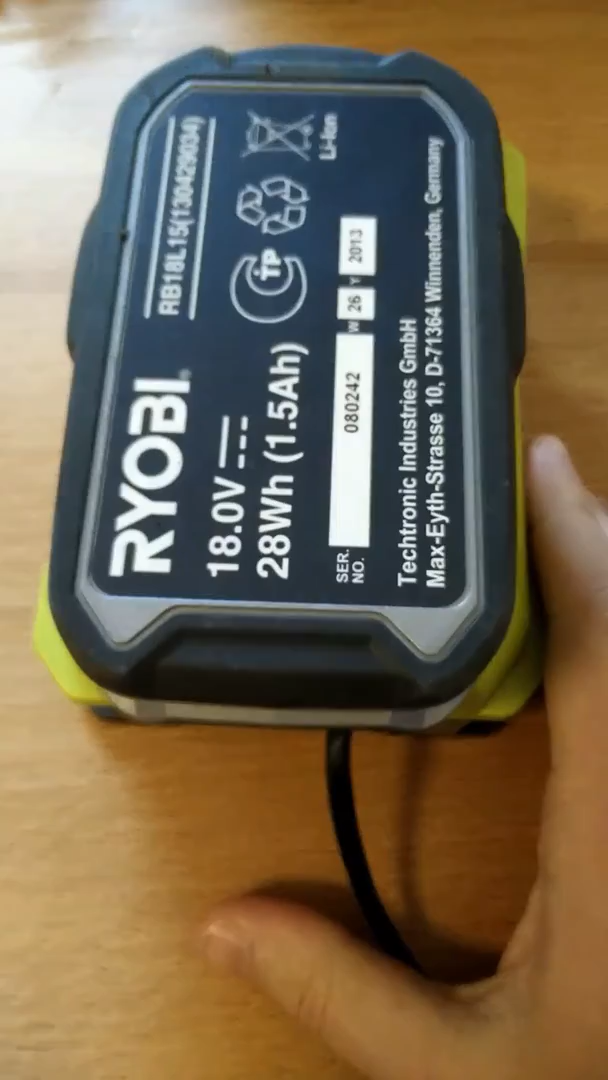 RYOBI
RB18L15(130429034)
18.0V
28Wh (1.5Ah)
TP
Li-Ion
SER. NO. 080242 W 26 Y 2013
Techtronic Industries GmbH
Max-Eyth-Strasse 10, D-71364 Winnenden, Germany